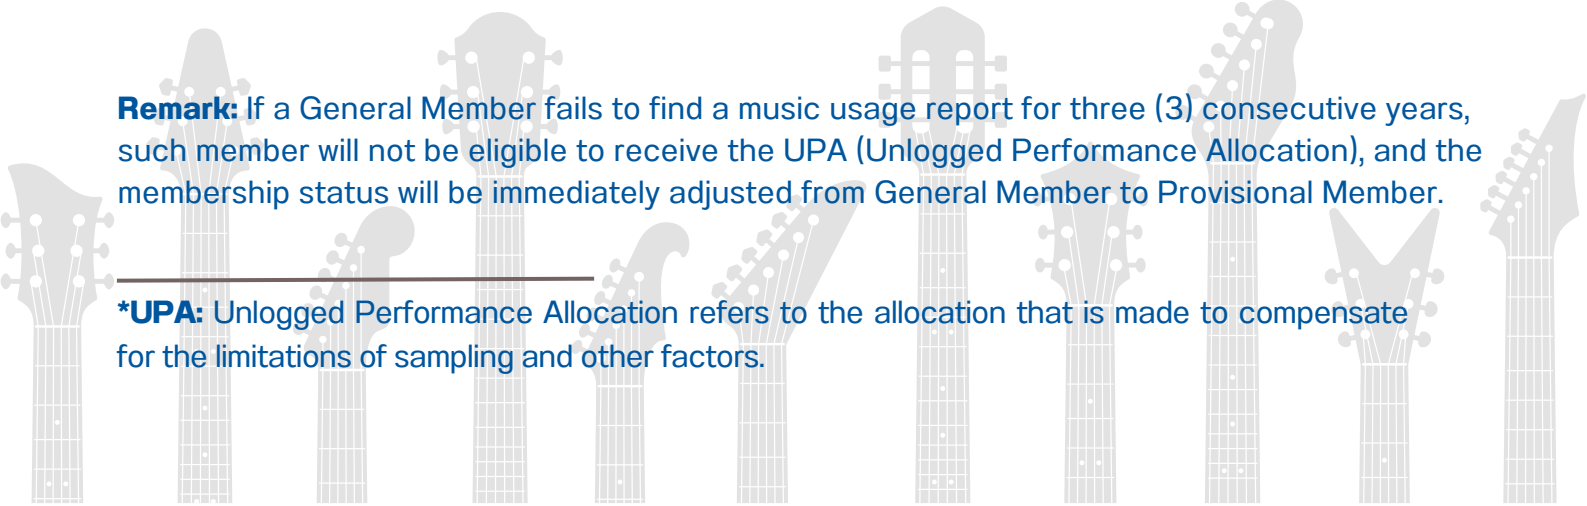 Remark: If a General Member fails to find a music usage report for three (3) consecutive years,
such member will not be eligible to receive the UPA (Unlogged Performance Allocation), and the
membership status will be immediately adjusted from General Member to Provisional Member.
*UPA: Unlogged Performance Allocation refers to the allocation that is made to compensate
for the limitations of sampling and other factors.